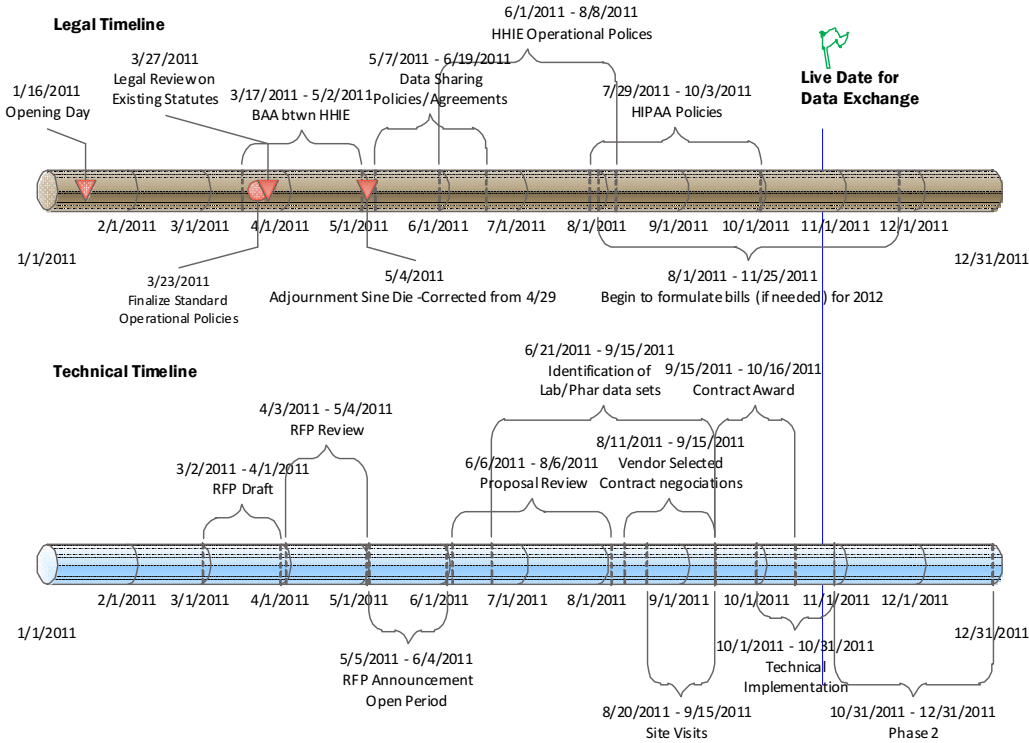 Legal Timeline
6/1/2011 - 8/8/2011
HHIE Operational Polices
3/27/2011
Legal Review on
Existing Statutes
5/7/2011 - 6/19/2011
Data Sharing
Policies/Agreements
1/16/2011
Opening Day
3/17/2011 - 5/2/2011
BAA btwn HHIE
7/29/2011 - 10/3/2011
HIPAA Policies
Live Date for
Data Exchange
2/1/2011 3/1/2011 4/1/2011 5/1/2011 6/1/2011 7/1/2011 8/1/2011 9/1/2011 10/1/2011 11/1/2011 12/1/2011
1/1/2011
12/31/2011
3/23/2011
Finalize Standard
Operational Policies
5/4/2011
Adjournment Sine Die -Corrected from 4/29
8/1/2011 - 11/25/2011
Begin to formulate bills (if needed) for 2012
Technical Timeline
6/21/2011 - 9/15/2011
Identification of
Lab/Phar data sets
9/15/2011 - 10/16/2011
Contract Award
4/3/2011 - 5/4/2011
RFP Review
8/11/2011 - 9/15/2011
Vendor Selected
Contract negociations
3/2/2011 - 4/1/2011
RFP Draft
6/6/2011 - 8/6/2011
Proposal Review
2/1/2011 3/1/2011 4/1/2011 5/1/2011 6/1/2011 7/1/2011 8/1/2011 9/1/2011 10/1/2011 11/1/2011 12/1/2011
1/1/2011
12/31/2011
5/5/2011 - 6/4/2011
RFP Announcement
Open Period
10/1/2011 - 10/31/2011
Technical
Implementation
8/20/2011 - 9/15/2011
Site Visits
10/31/2011 - 12/31/2011
Phase 2